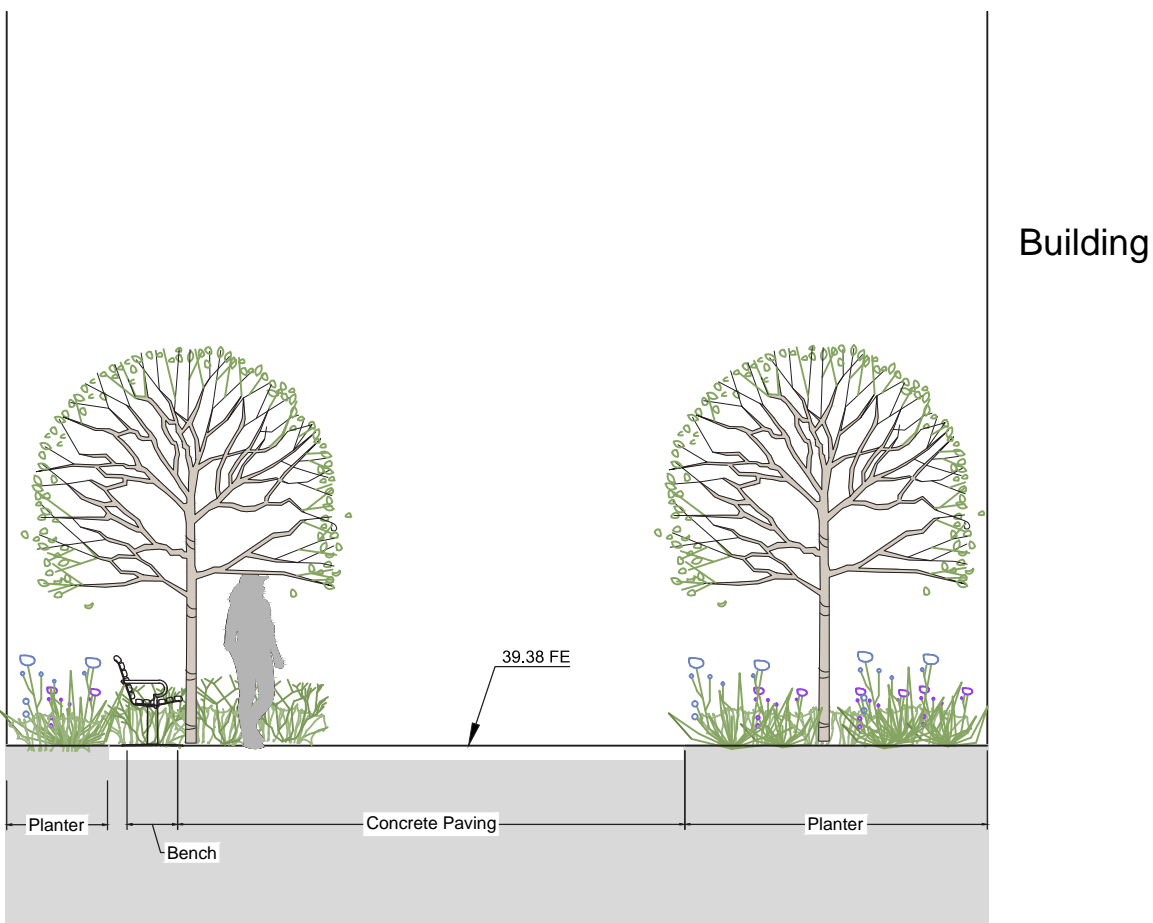 Building
39.38 FE
Planter
Concrete Paving
Planter
Bench